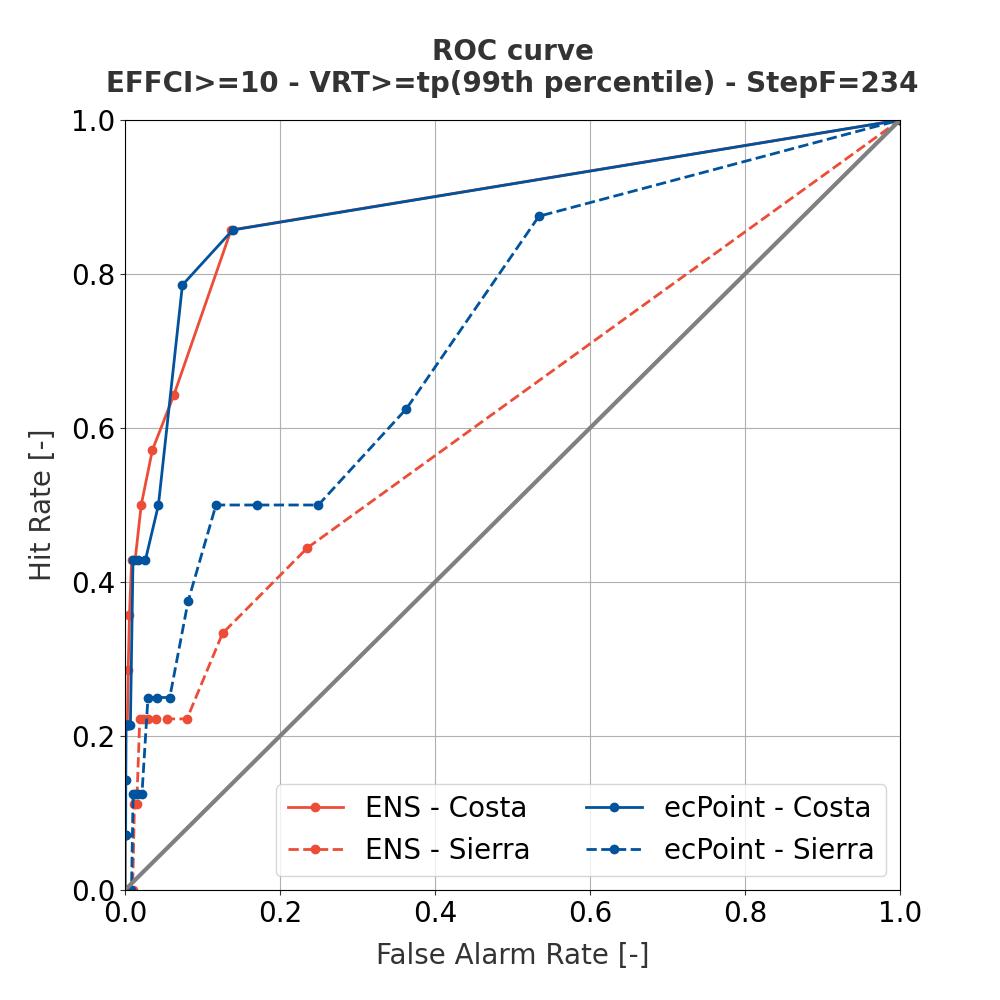 ROC curve
EFFCI>=10 - VRT>=tp(99th percentile) - StepF=234
1.0
0.8
0.6
0.4
0.2
0.0
Hit Rate [-]
ENS - Costa
ENS - Sierra
ecPoint - Costa
ecPoint - Sierra
0.0 0.2 0.4 0.6 0.8 1.0
False Alarm Rate [-]